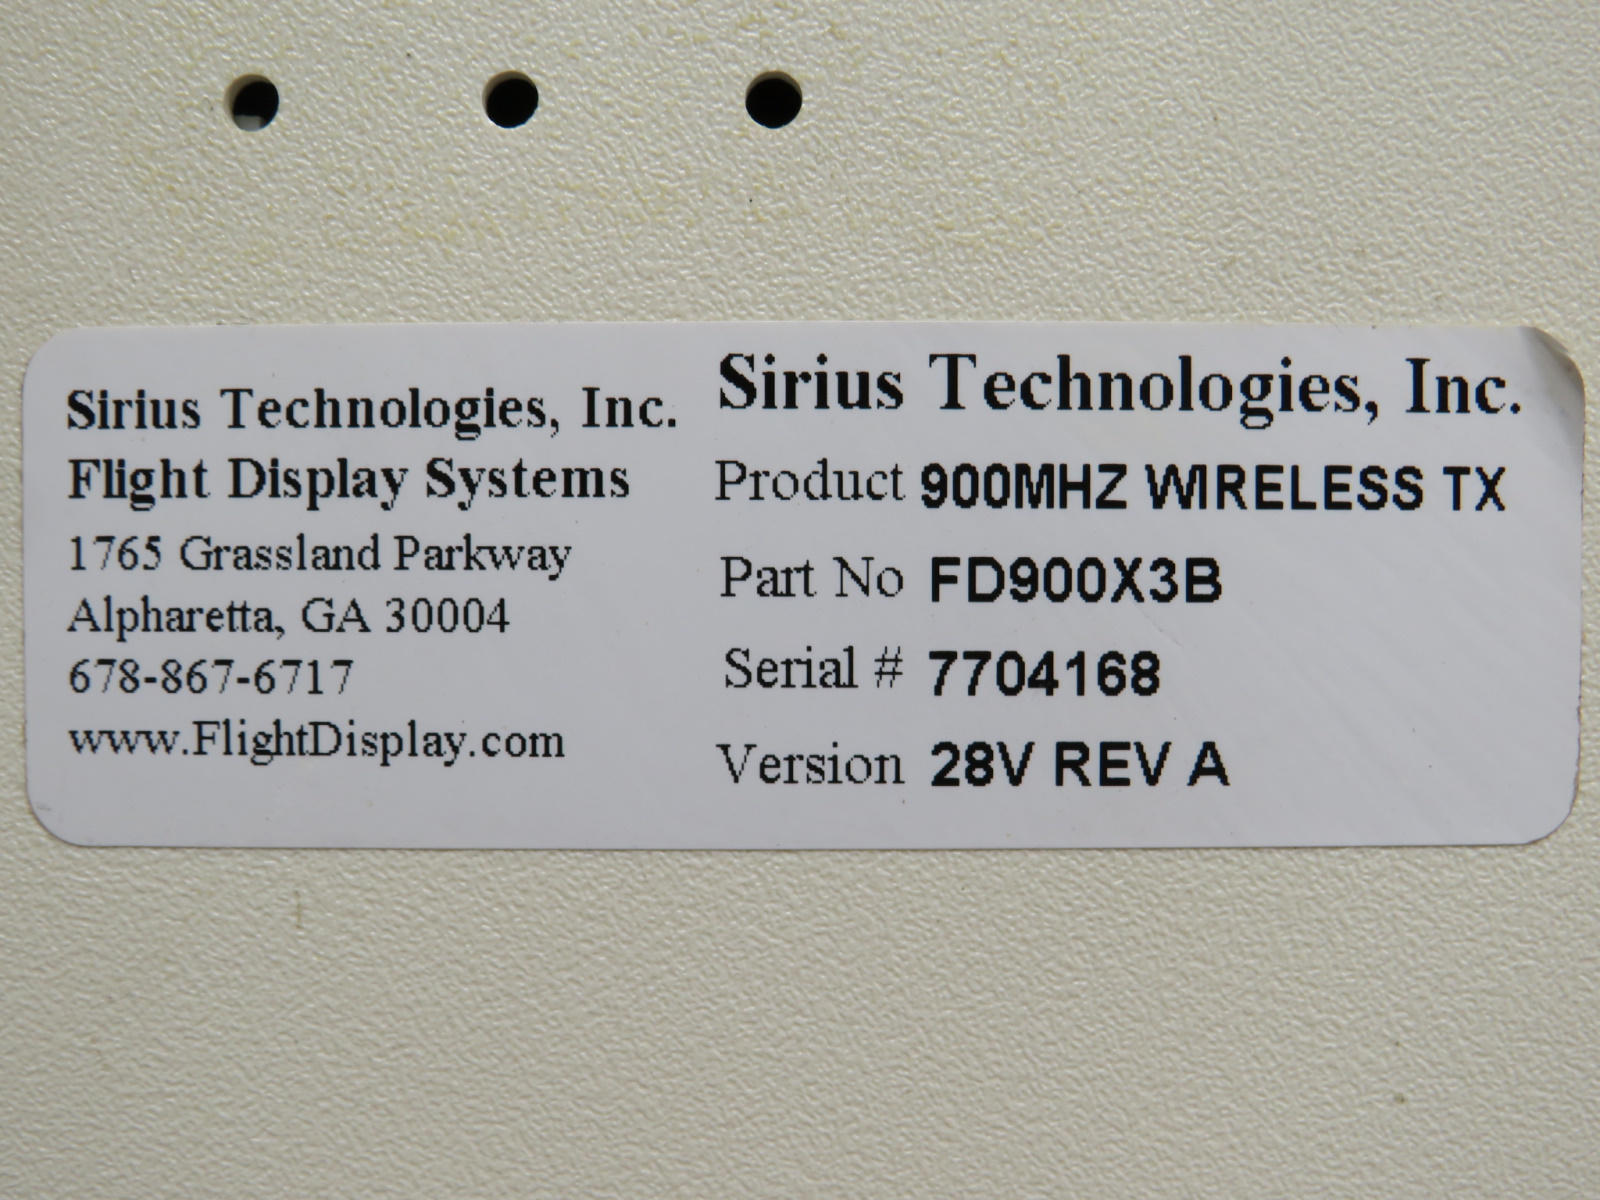 Sirius Technologies, Inc.
Flight Display Systems
1765 Grassland Parkway
Alpharetta, GA 30004
678-867-6717
www.FlightDisplay.com
Sirius Technologies, Inc.
Product 900MHZ WIRELESS TX
Part No FD900X3B
Serial # 7704168
Version 28V REV A